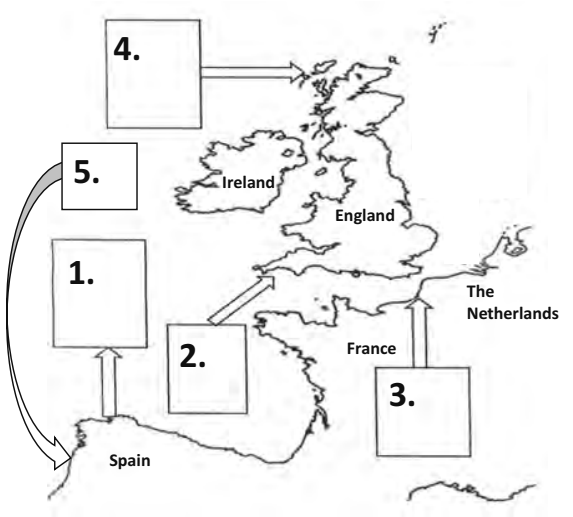 4.
5.
Ireland
England
1.
The
Netherlands
2.
France
3.
Spain